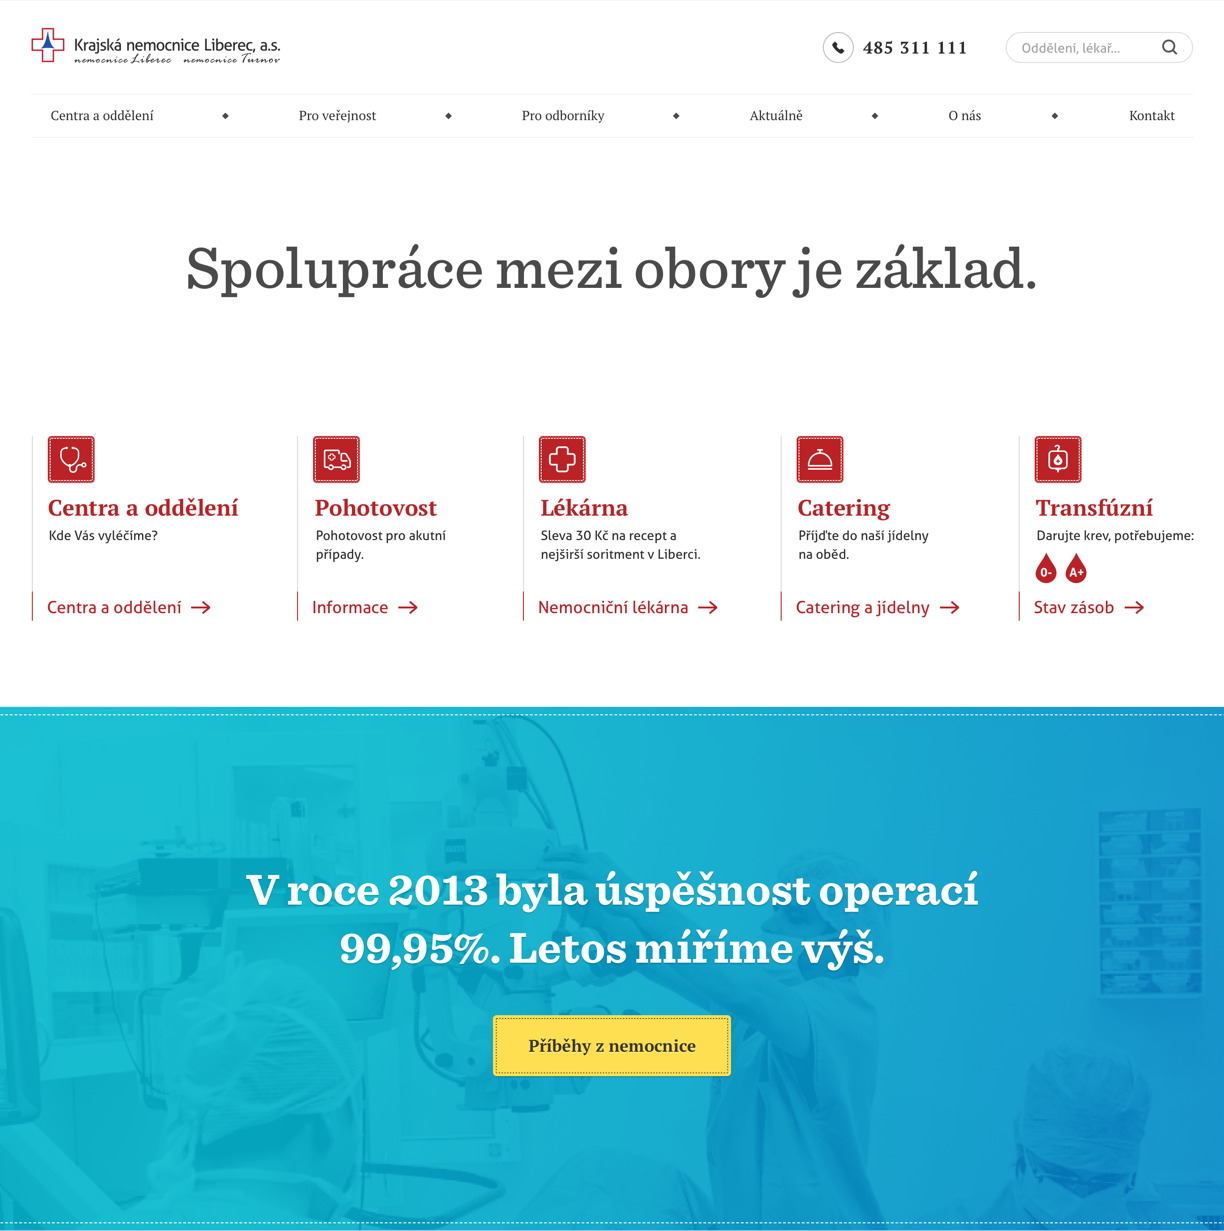 Krajská nemocnice Liberec, a.s.
nemocnice Liberec nemocnice Turnov
485 311 111
Oddělení, lékař...
Centra a oddělení
Pro veřejnost
Pro odborníky
Aktuálně
O nás
Kontakt
Spolupráce mezi obory je základ.
Centra a oddělení
Kde Vás vyléčíme?
Centra a oddělení
Pohotovost
Pohotovost pro akutní
případy.
Informace
Lékárna
Sleva 30 Kč na recept a
nejširší soritment v Liberci.
Nemocniční lékárna
Catering
Příjďte do naší jídelny
na oběd.
Catering a jídelny
Transfúzní
Darujte krev, potřebujeme:
0- A+
Stav zásob
V roce 2013 byla úspěšnost operací
99,95%. Letos míříme výš.
Příběhy z nemocnice